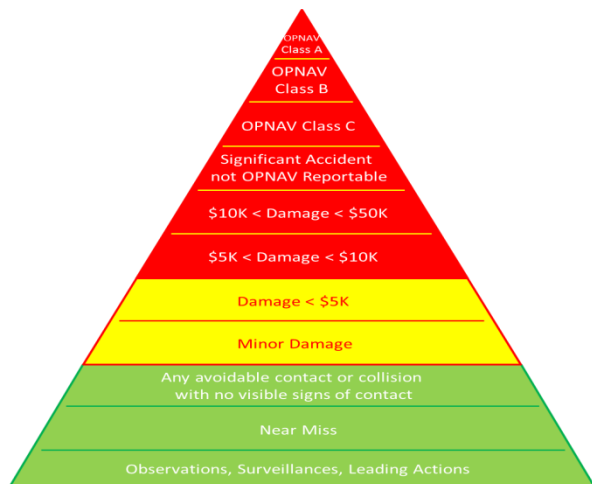 OPNAV
Class A
OPNAV
Class B
OPNAV Class C
Significant Accident
not OPNAV Reportable
$10K < Damage < $50K
$5K < Damage < $10K
Damage < $5K
Minor Damage
Any avoidable contact or collision
with no visible signs of contact
Near Miss
Observations, Surveillances, Leading Actions